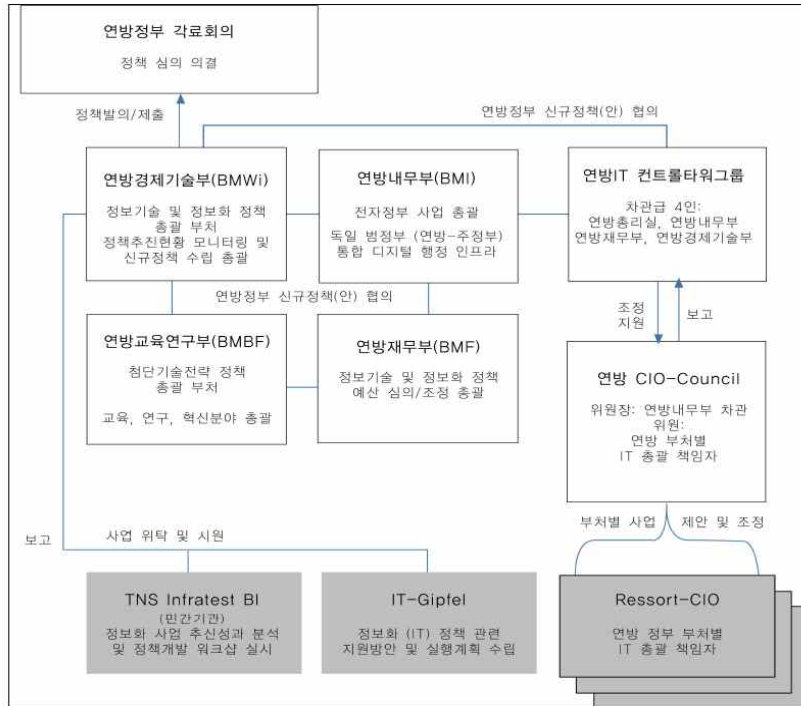 연방정부 각료회의
정책 심의 의결
정책발의/제출
연방정부 신규정책(안) 협의
연방경제기술부(BMWi)
정보기술 및 정보화 정책
총괄 부처
정책추진현황 모니터링 및
신규정책 수립 총괄
연방내무부(BMI)
전자정부 사업 총괄
독일 범정부 (연방-주정부)
통합 디지털 행정 인프라
연방IT 컨트롤타워그룹
차관급 4인:
연방총리실, 연방내무부
연방재무부, 연방경제기술부
연방정부 신규정책(안) 협의
조정
지원
보고
연방교육연구부(BMBF)
첨단기술전략 정책
총괄 부처
교육, 연구, 혁신분야 총괄
연방재무부(BMF)
정보기술 및 정보화 정책
예산 심의/조정 총괄
연방 CIO-Council
위원장: 연방내무부 차관
위원:
연방 부처별
IT 총괄 책임자
보고
사업 위탁 및 시원
부처별 사업
제안 및 조정
TNS Infratest BI
(민간기관)
정보화 사업 추신성과 분석
및 정책개발 워크샵 실시
IT-Gipfel
정보화 (IT) 정책 관련
지원방안 및 실행계획 수립
Ressort-CIO
연방 정부 부처별
IT 총괄 책임자